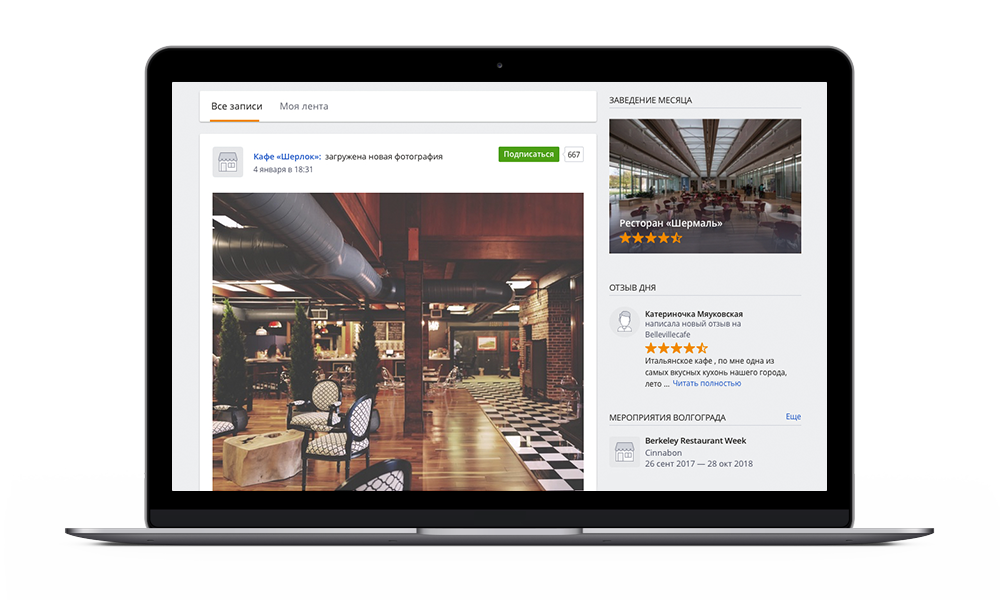 Все записи Моя лента
Кафе «Шерлок»: загружена новая фотография
4 января в 18:31
Подписаться 667
ЗАВЕДЕНИЕ МЕСЯЦА
Ресторан «Шермаль»
ОТЗЫВ ДНЯ
Катериночка Мяуковская
написала новый отзыв на
Bellevillecafe
Итальянское кафе , по мне одна из
самых вкусных кухонь нашего города,
лето ... Читать полностью
МЕРОПРИЯТИЯ ВОЛГОГРАДА Еще
Berkeley Restaurant Week
Cinnabon
26 сент 2017 — 28 окт 2018